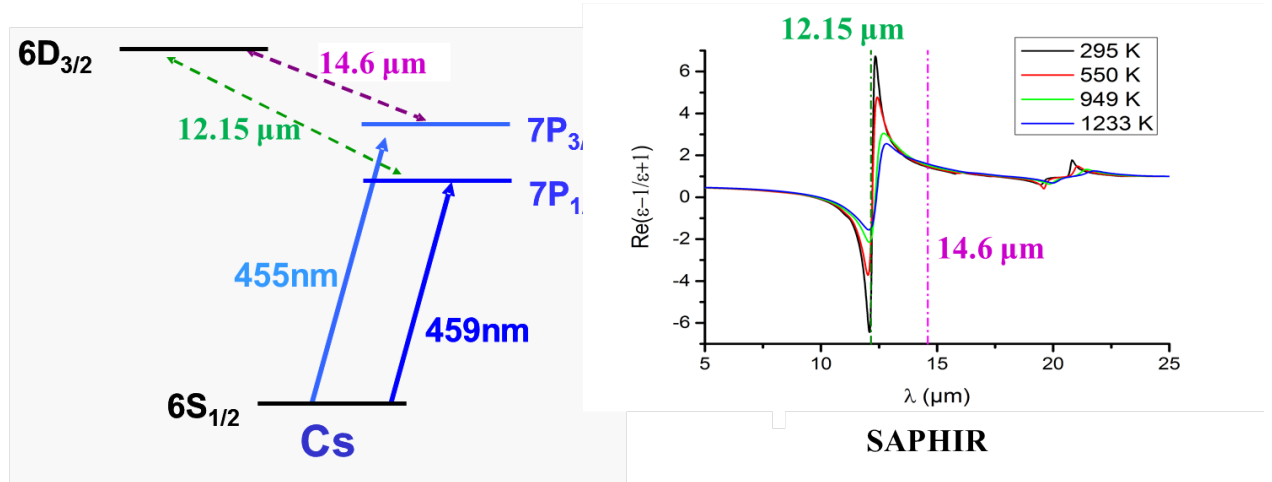 6D3/2
14.6 µm
12.15 µm
7P3/
7P1/
455nm
459nm
6S1/2
Cs
12.15 µm
295 K
550 K
949 K
1233 K
14.6 µm
Re(ε−1/ε+1)
6
4
2
0
-2
-4
-6
5
10
15
20
25
λ (µm)
SAPHIR